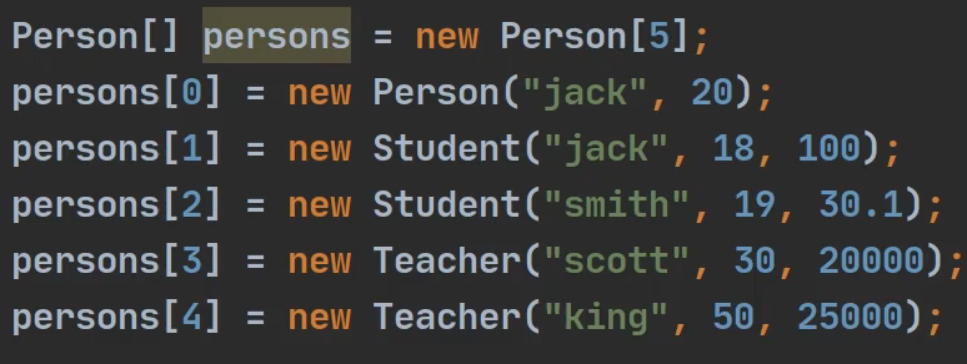 Person[] persons = new Person[5];
persons[0] = new Person("jack", 20);
persons[1] = new Student("jack", 18, 100);
persons[2] = new Student("smith", 19, 30.1);
persons[3] = new Teacher("scott", 30, 20000);
persons[4] = new Teacher("king", 50, 25000);